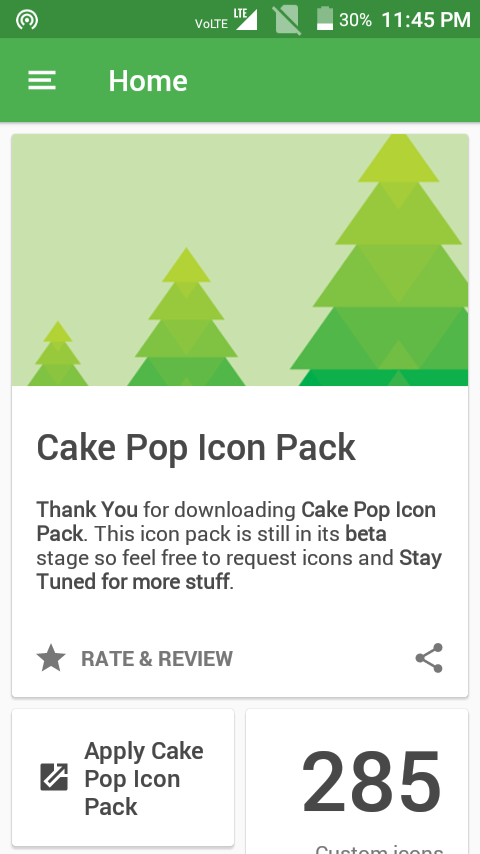 VoLTE LTE 30% 11:45 PM
Home
Cake Pop Icon Pack
Thank You for downloading Cake Pop Icon
Pack. This icon pack is still in its beta
stage so feel free to request icons and Stay
Tuned for more stuff.
RATE & REVIEW
Apply Cake
Pop Icon
Pack
285
Custom icons